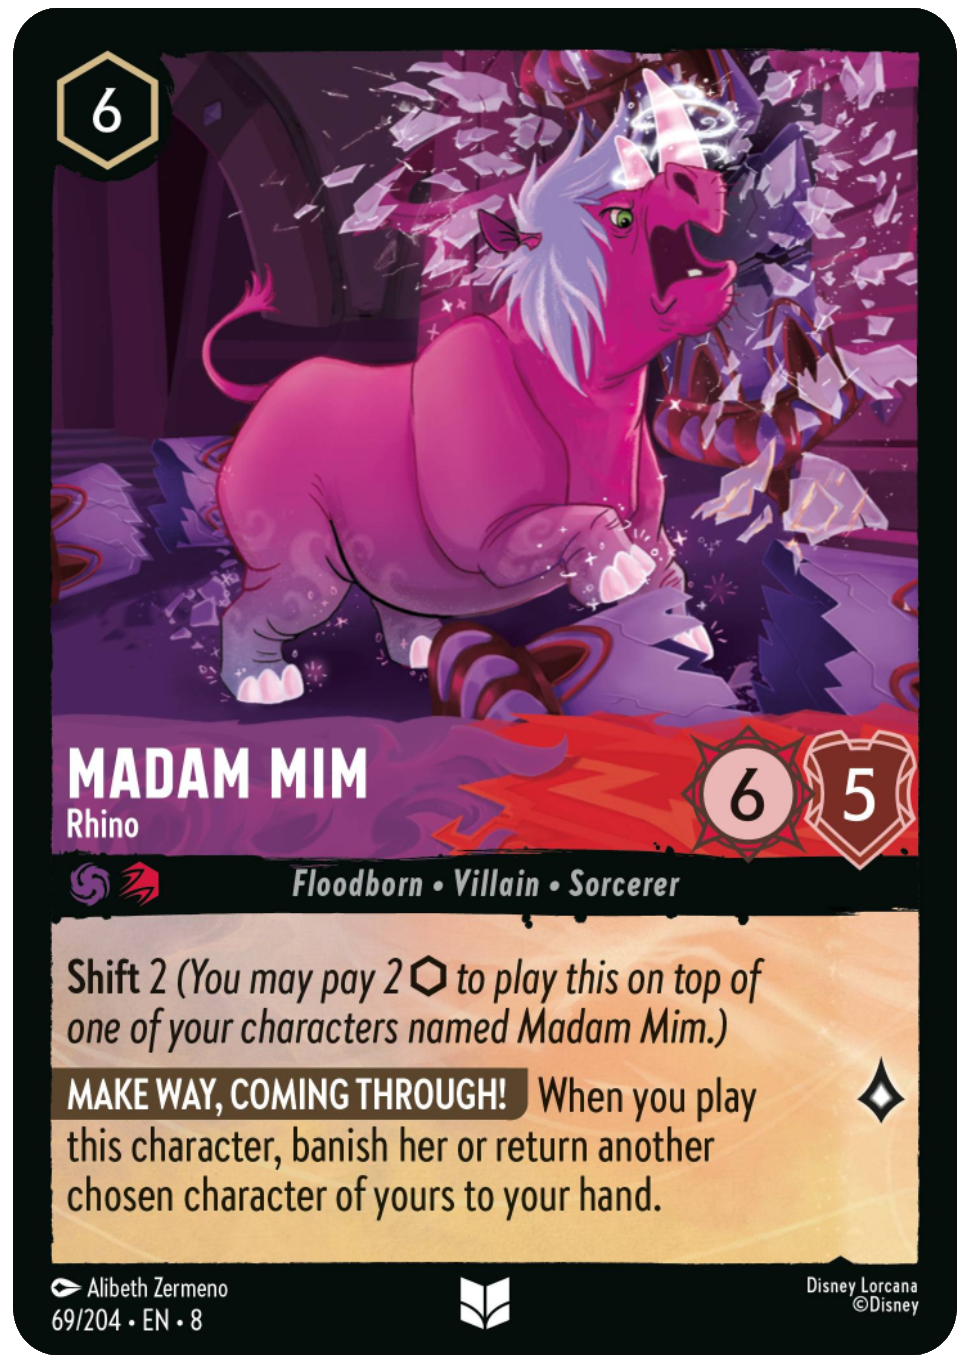 6
MADAM MIM
Rhino
6
5
Floodborn • Villain • Sorcerer
Shift 2 (You may pay 2 ⬡ to play this on top of
one of your characters named Madam Mim.)
MAKE WAY, COMING THROUGH! When you play
this character, banish her or return another
chosen character of yours to your hand.
Alibeth Zermeno
69/204 • EN • 8
Disney Lorcana
©Disney